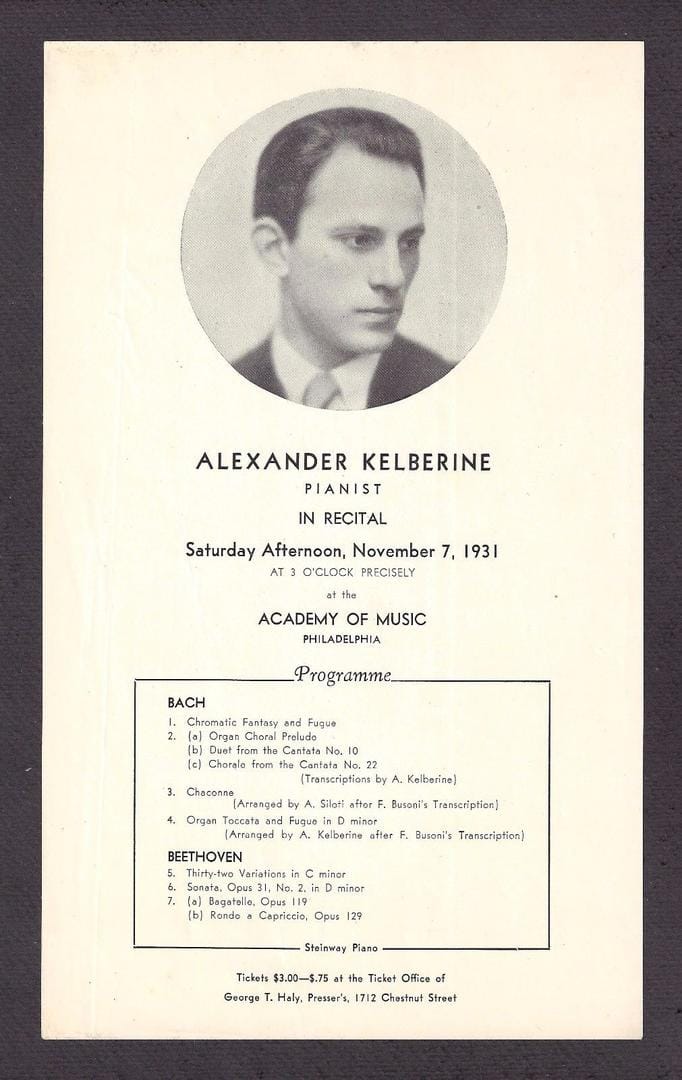 ALEXANDER KELBERINE
PIANIST
IN RECITAL
Saturday Afternoon, November 7, 1931
AT 3 O'CLOCK PRECISELY
at the
ACADEMY OF MUSIC
PHILADELPHIA
Programme
BACH
1. Chromatic Fantasy and Fugue
2. (a) Organ Choral Prelude
(b) Duet from the Cantata No. 10
(c) Chorale from the Cantata No. 22
(Transcriptions by A. Kelberine)
3. Chaconne
(Arranged by A. Siloti after F. Busoni's Transcription)
4. Organ Toccata and Fugue in D minor
(Arranged by A. Kelberine after F. Busoni's Transcription)
BEETHOVEN
5. Thirty-two Variations in C minor
6. Sonata, Opus 31, No. 2, in D minor
7. (a) Bagatelle, Opus 119
(b) Rondo a Capriccio, Opus 129
Steinway Piano
Tickets $3.00—$.75 at the Ticket Office of
George T. Haly, Presser's, 1712 Chestnut Street